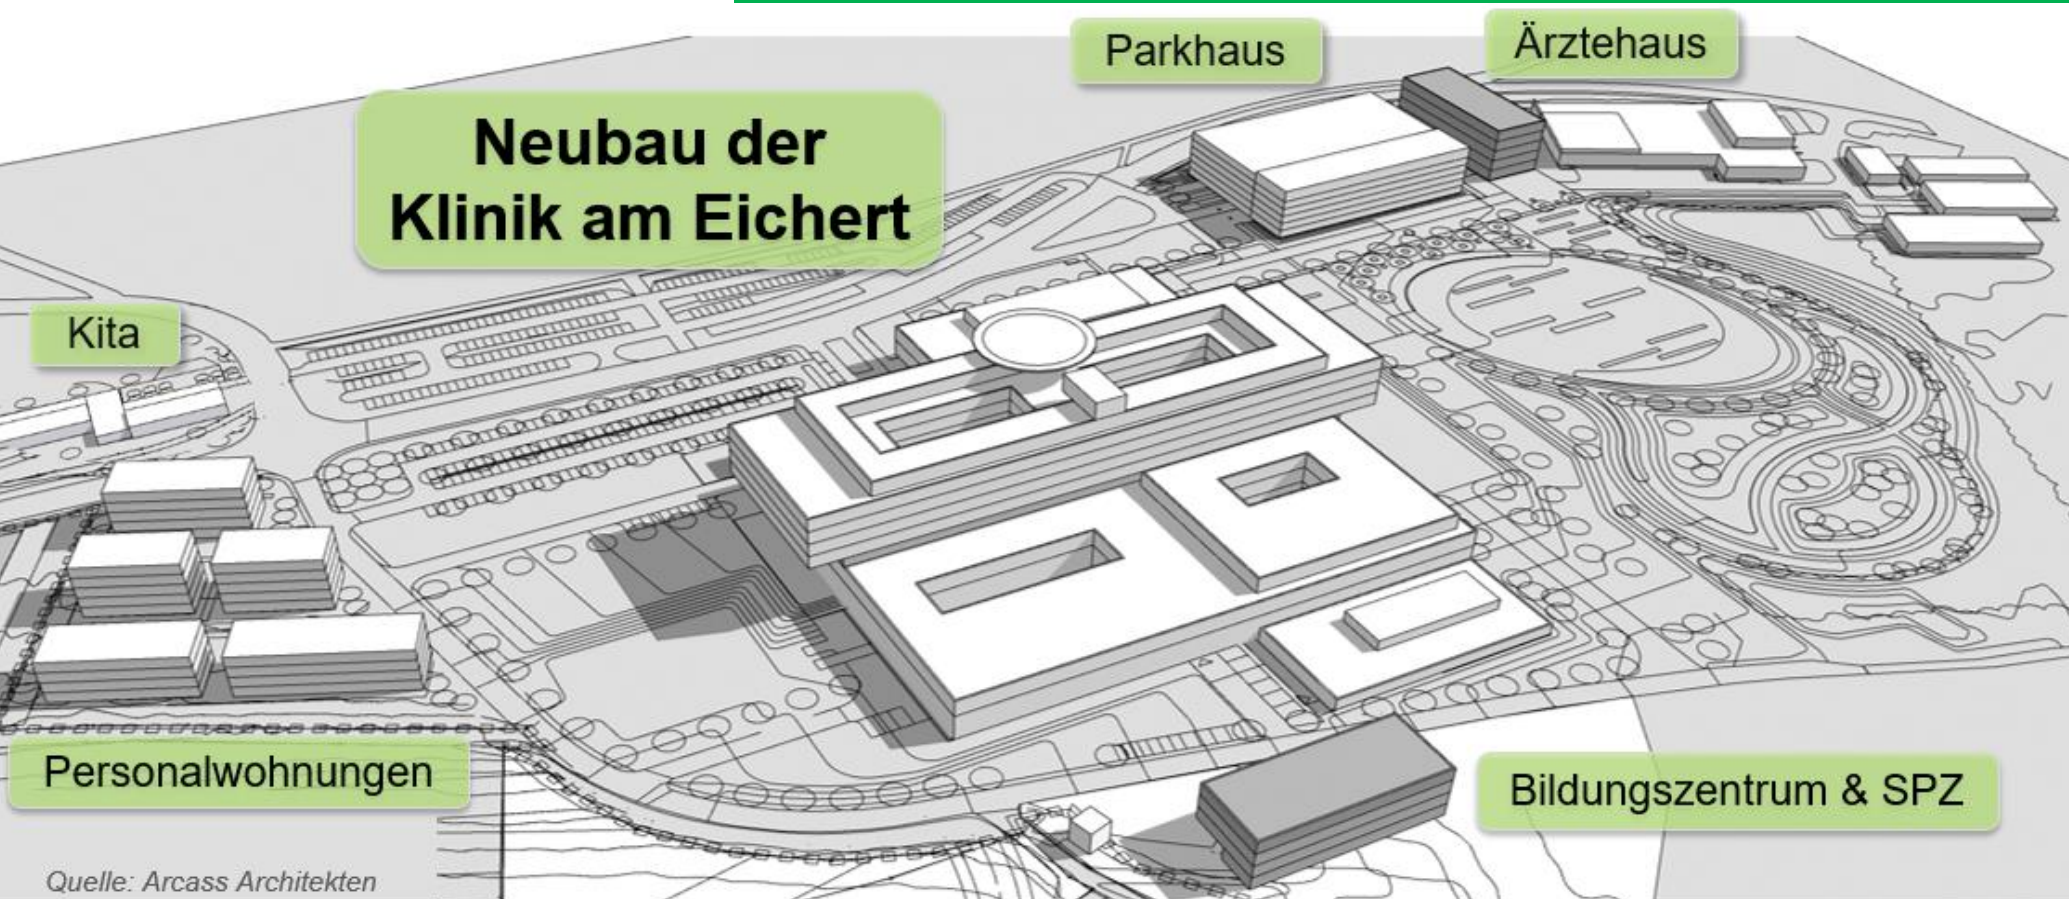 Parkhaus
Ärztehaus
Neubau der
Klinik am Eichert
Kita
Personalwohnungen
Bildungszentrum & SPZ
Quelle: Arcass Architekten